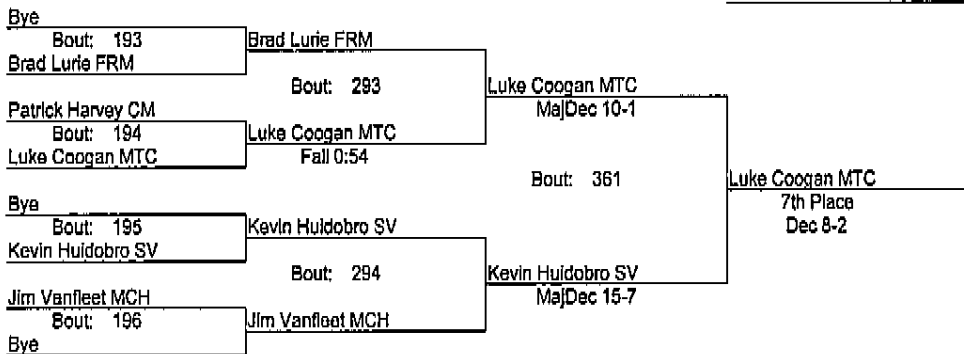 Bye
Bout: 193
Brad Lurie FRM
Brad Lurie FRM
Bout: 293
Luke Coogan MTC
MajDec 10-1
Patrick Harvey CM
Bout: 194
Luke Coogan MTC
Luke Coogan MTC
Fall 0:54
Bout: 361
Luke Coogan MTC
7th Place
Dec 8-2
Bye
Bout: 195
Kevin Huidobro SV
Kevin Huidobro SV
Bout: 294
Kevin Huidobro SV
MajDec 15-7
Jim Vanfleet MCH
Bout: 196
Jim Vanfleet MCH
Bye